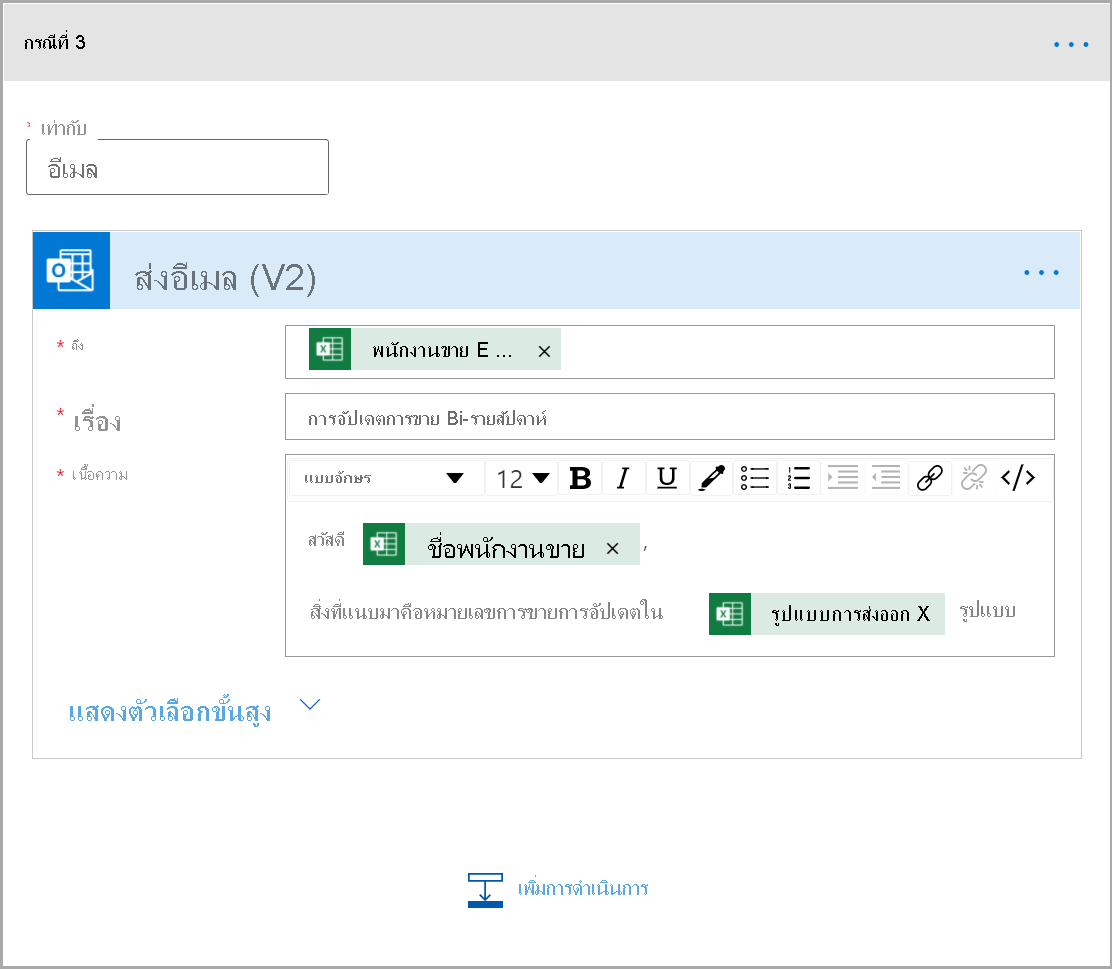 กรณีที่ 3
* เท่ากับ
อีเมล
ส่งอีเมล (V2)
* ถึง
พนักงานขาย E ... ×
* เรื่อง
การอัปเดตการขาย Bi-รายสัปดาห์
* เนื้อความ
แบบอักษร 12 B I U </>
สวัสดี ชื่อพนักงานขาย × ,
สิ่งที่แนบมาคือหมายเลขการขายการอัปเดตใน รูปแบบการส่งออก X รูปแบบ
แสดงตัวเลือกขั้นสูง
เพิ่มการดำเนินการ